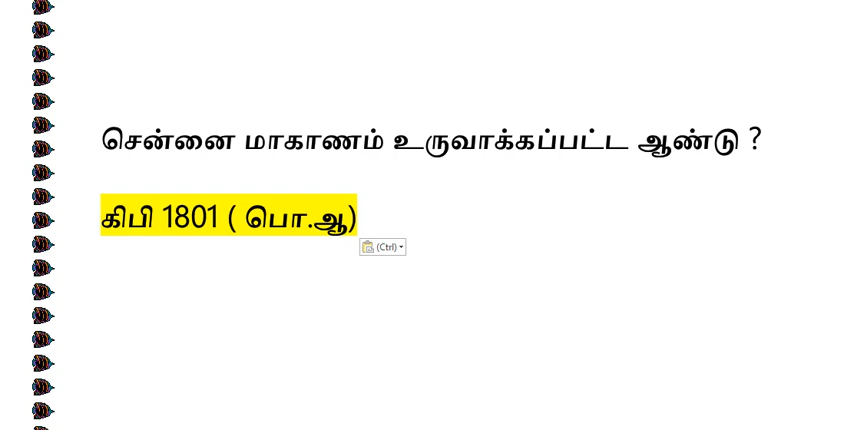 சென்னை மாகாணம் உருவாக்கப்பட்ட ஆண்டு ?
கிபி 1801 ( பொ.ஆ)
(Ctrl)